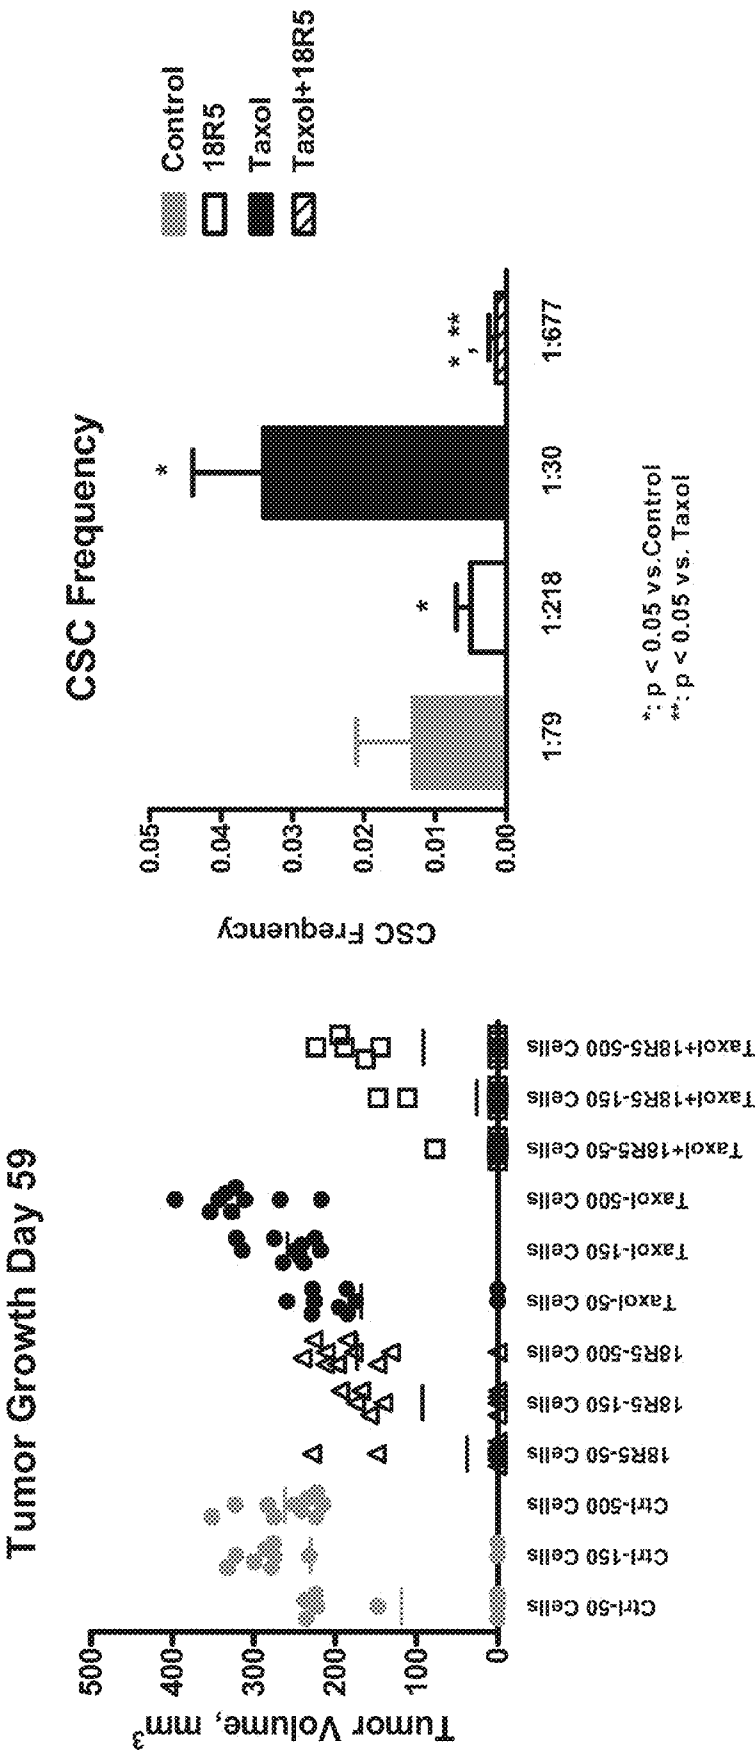 Tumor Growth Day 59
Tumor Volume, mm3
500
400
300
200
100
0
Ctrl-50 Cells
Ctrl-150 Cells
Ctrl-500 Cells
18R5-50 Cells
18R5-150 Cells
18R5-500 Cells
Taxol-50 Cells
Taxol-150 Cells
Taxol-500 Cells
Taxol+18R5-50 Cells
Taxol+18R5-150 Cells
Taxol+18R5-500 Cells
CSC Frequency
CSC Frequency
0.05
0.04
0.03
0.02
0.01
0.00
*
*
*, **
1:79
1:218
1:30
1:677
Control
18R5
Taxol
Taxol+18R5
*: p < 0.05 vs.Control
**: p < 0.05 vs. Taxol